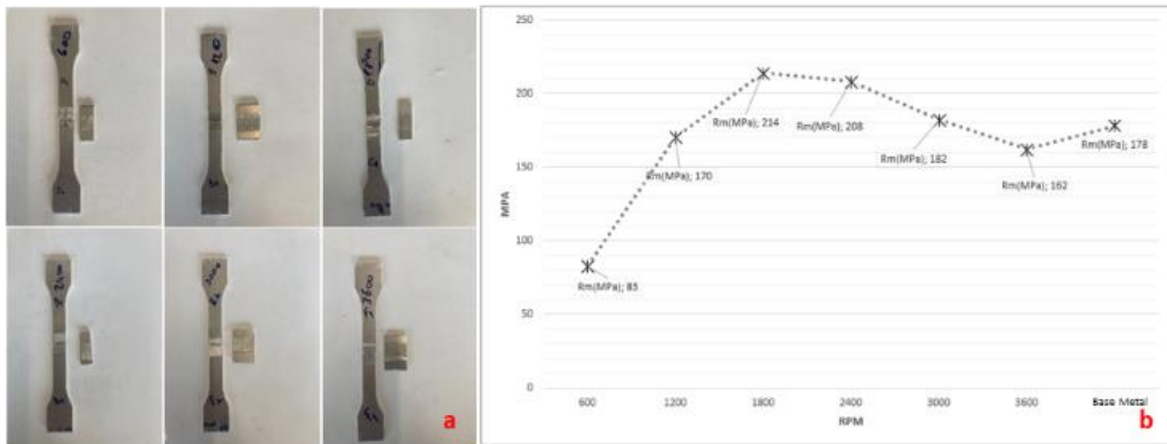 600
a
250
200
150
100
50
0
MPA
Rm(MPa); 83
Rm(MPa); 170
Rm(MPa); 214
Rm(MPa); 208
Rm(MPa); 182
Rm(MPa); 162
Rm(MPa); 178
600 1200 1800 2400 3000 3600 Base Metal
RPM
b